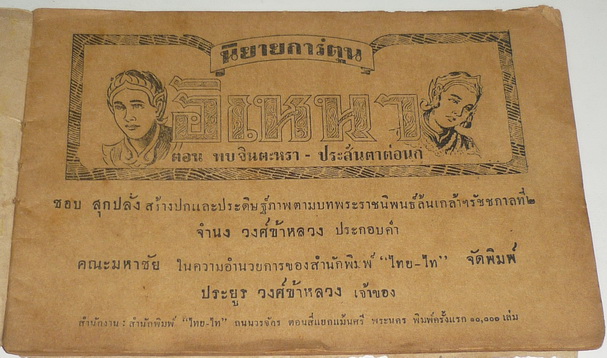 นิยายการ์ตูน
อิเหนา
ตอน พบจินตะหรา - ประสันตาต่อนก
ชอบ สุกปลั่ง สร้างปกและประดิษฐ์ภาพตามบทพระราชนิพนธ์ล้นเกล้าฯรัชชกาลที่๒
จำนง วงศ์ข้าหลวง ประกอบคำ
คณะมหาชัย ในความอำนวยการของสำนักพิมพ์ “ไทย-ไท” จัดพิมพ์
ประยูร วงศ์ข้าหลวง เจ้าของ
สำนักงาน : สำนักพิมพ์ “ไทย-ไท” ถนนวรจักร ตอนสี่แยกแม้นศรี พระนคร พิมพ์ครั้งแรก ๑๐,๐๐๐ เล่ม